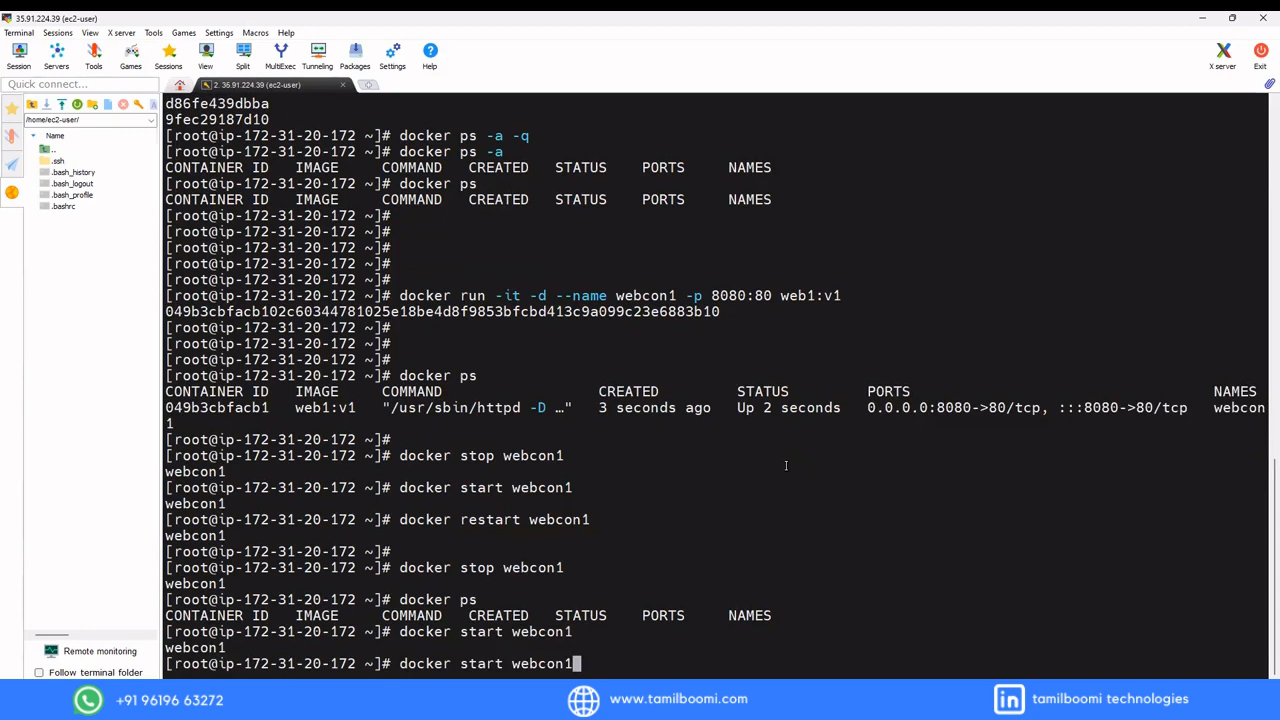 35.91.224.39 (ec2-user)
Terminal Sessions View X server Tools Games Settings Macros Help
Session Servers Tools Games Sessions View Split MultiExec Tunneling Packages Settings Help X server Exit
Quick connect...
2. 35.91.224.39 (ec2-user)
/home/ec2-user/
Name
..
.ssh
.bash_history
.bash_logout
.bash_profile
.bashrc
Remote monitoring
Follow terminal folder
d86fe439dbba
9fec29187d10
[root@ip-172-31-20-172 ~]# docker ps -a -q
[root@ip-172-31-20-172 ~]# docker ps -a
CONTAINER ID   IMAGE     COMMAND   CREATED   STATUS    PORTS     NAMES
[root@ip-172-31-20-172 ~]# docker ps
CONTAINER ID   IMAGE     COMMAND   CREATED   STATUS    PORTS     NAMES
[root@ip-172-31-20-172 ~]#
[root@ip-172-31-20-172 ~]#
[root@ip-172-31-20-172 ~]#
[root@ip-172-31-20-172 ~]#
[root@ip-172-31-20-172 ~]#
[root@ip-172-31-20-172 ~]# docker run -it -d --name webcon1 -p 8080:80 web1:v1
049b3cbfacb102c60344781025e18be4d8f9853bfcbd413c9a099c23e6883b10
[root@ip-172-31-20-172 ~]#
[root@ip-172-31-20-172 ~]#
[root@ip-172-31-20-172 ~]#
[root@ip-172-31-20-172 ~]# docker ps
CONTAINER ID   IMAGE     COMMAND                  CREATED         STATUS         PORTS                                   NAMES
049b3cbfacb1   web1:v1   "/usr/sbin/httpd -D …"   3 seconds ago   Up 2 seconds   0.0.0.0:8080->80/tcp, :::8080->80/tcp   webcon
1
[root@ip-172-31-20-172 ~]#
[root@ip-172-31-20-172 ~]# docker stop webcon1
webcon1
[root@ip-172-31-20-172 ~]# docker start webcon1
webcon1
[root@ip-172-31-20-172 ~]# docker restart webcon1
webcon1
[root@ip-172-31-20-172 ~]#
[root@ip-172-31-20-172 ~]# docker stop webcon1
webcon1
[root@ip-172-31-20-172 ~]# docker ps
CONTAINER ID   IMAGE     COMMAND   CREATED   STATUS    PORTS     NAMES
[root@ip-172-31-20-172 ~]# docker start webcon1
webcon1
[root@ip-172-31-20-172 ~]# docker start webcon1
+91 96196 63272
www.tamilboomi.com
in tamilboomi technologies